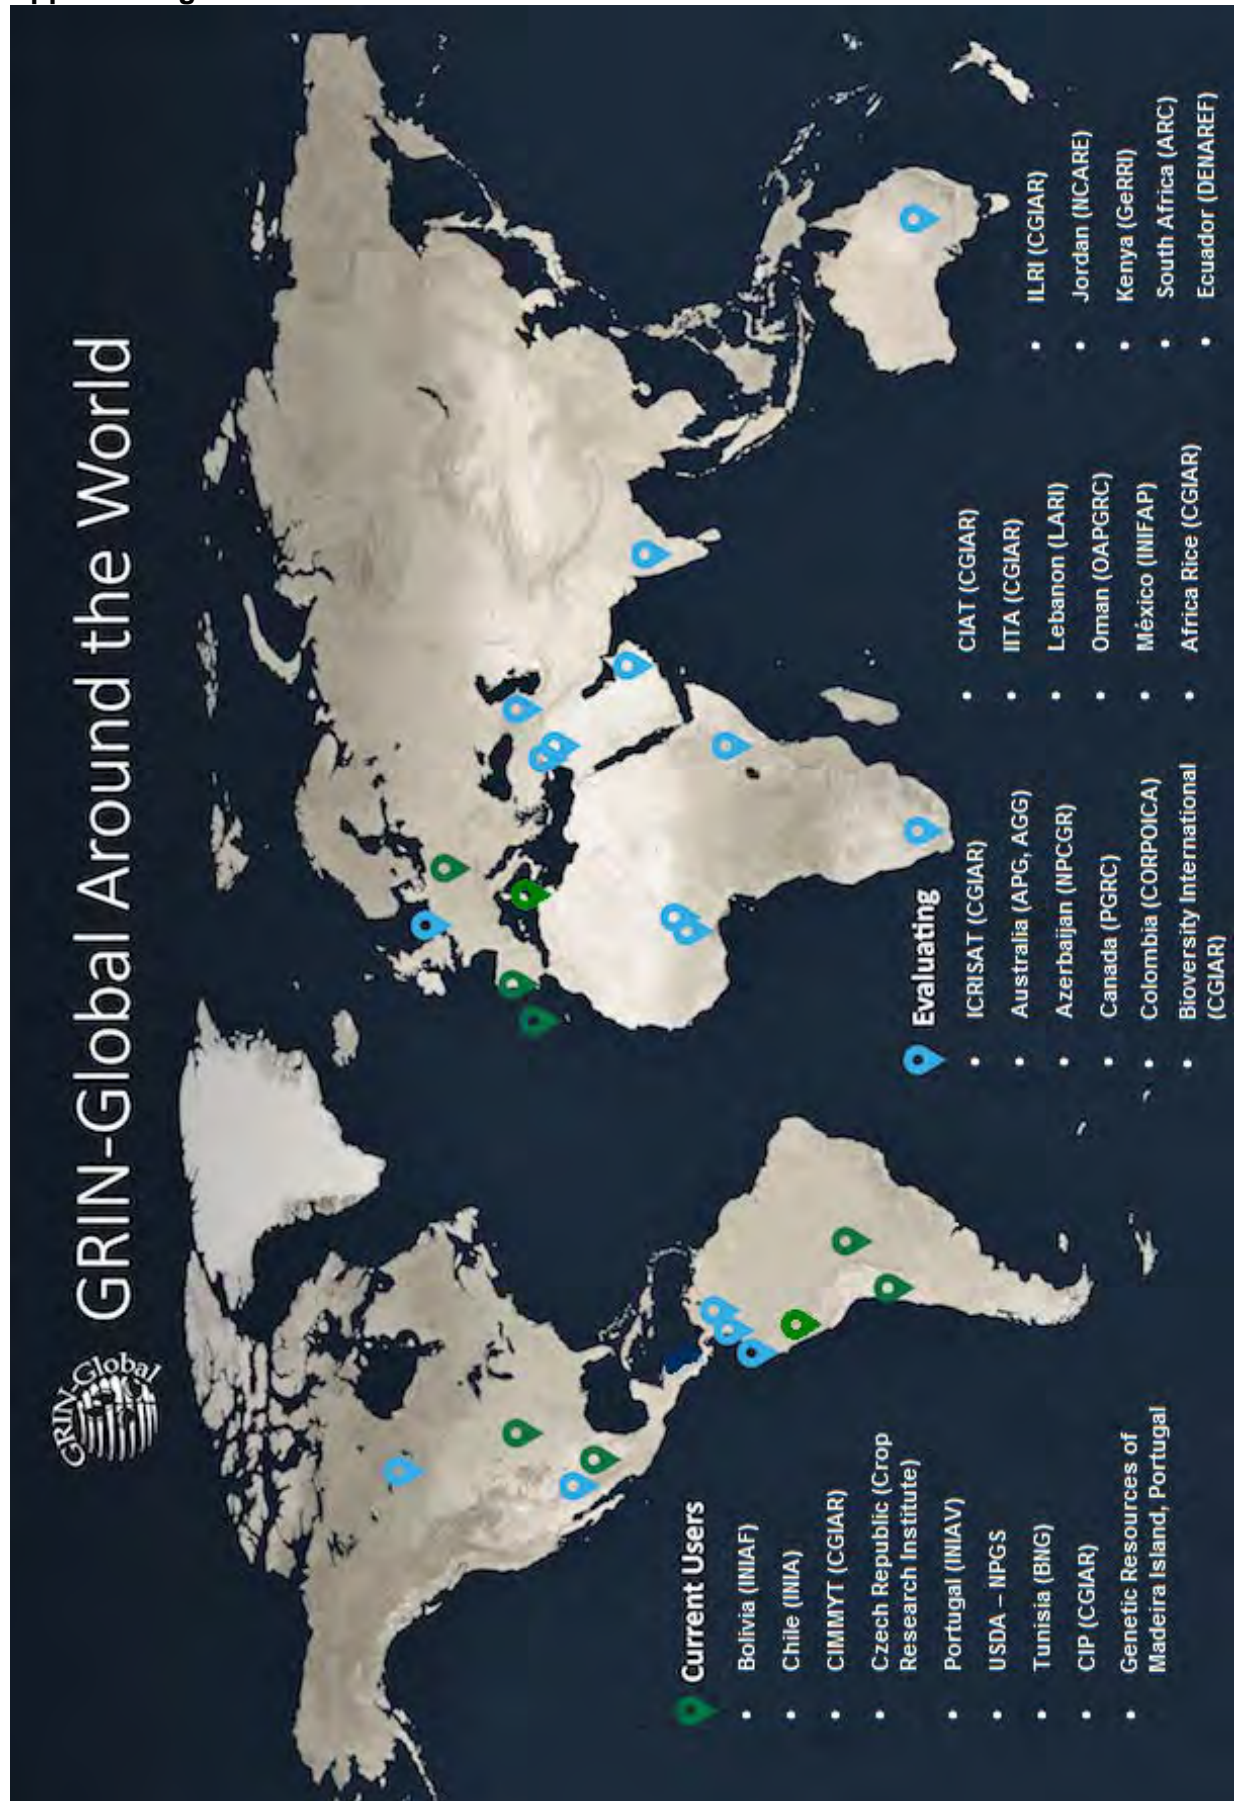 GRIN-Global Around the World
GRIN-Global
Current Users
• Bolivia (INIAF)
• Chile (INIA)
• CIMMYT (CGIAR)
• Czech Republic (Crop
Research Institute)
• Portugal (INIAV)
• USDA – NPGS
• Tunisia (BNG)
• CIP (CGIAR)
• Genetic Resources of
Madeira Island, Portugal
Evaluating
• ICRISAT (CGIAR)
• Australia (APG, AGG)
• Azerbaijan (NPCGR)
• Canada (PGRC)
• Colombia (CORPOICA)
• Bioversity International
(CGIAR)
• CIAT (CGIAR)
• IITA (CGIAR)
• Lebanon (LARI)
• Oman (OAPGRC)
• México (INIFAP)
• Africa Rice (CGIAR)
• ILRI (CGIAR)
• Jordan (NCARE)
• Kenya (GeRRI)
• South Africa (ARC)
• Ecuador (DENAREF)